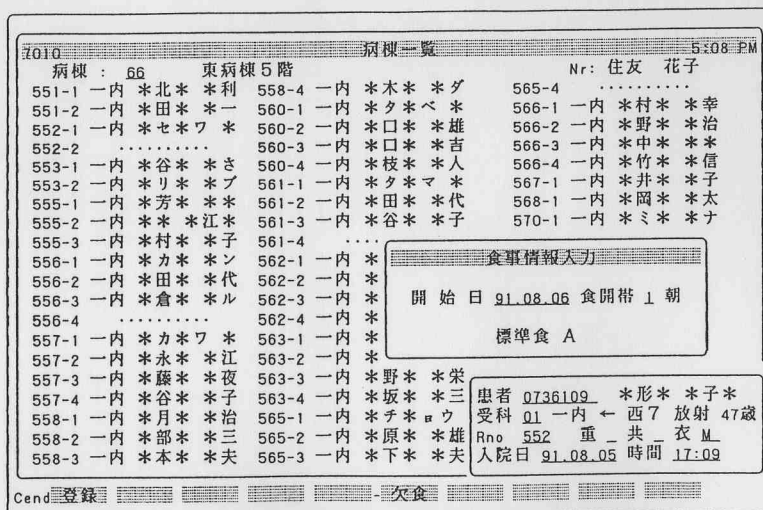 7010 病棟一覧 5:08 PM
病棟 : 66 東病棟5階 Nr: 住友 花子
551-1 一内 *北* *利 558-4 一内 *木* *ダ 565-4 ··········
551-2 一内 *田* *一 560-1 一内 *タ*ベ * 566-1 一内 *村* *幸
552-1 一内 *セ*ワ * 560-2 一内 *口* *雄 566-2 一内 *野* *治
552-2 ·········· 560-3 一内 *口* *吉 566-3 一内 *中* **
553-1 一内 *谷* *さ 560-4 一内 *枝* *人 566-4 一内 *竹* *信
553-2 一内 *リ* *ブ 561-1 一内 *タ*マ * 567-1 一内 *井* *子
555-1 一内 *芳* ** 561-2 一内 *田* *代 568-1 一内 *岡* *太
555-2 一内 ** *江* 561-3 一内 *谷* *子 570-1 一内 *ミ* *ナ
555-3 一内 *村* *子 561-4 ····
556-1 一内 *カ* *ン 562-1 一内 * 食事情報入力
556-2 一内 *田* *代 562-2 一内 *
556-3 一内 *倉* *ル 562-3 一内 * 開 始 日 91.08.06 食開帯 1 朝
556-4 ·········· 562-4 一内 *
557-1 一内 *カ*ワ * 563-1 一内 * 標準食 A
557-2 一内 *永* *江 563-2 一内 *
557-3 一内 *藤* *夜 563-3 一内 *野* *栄
557-4 一内 *谷* *子 563-4 一内 *坂* *三 患者 0736109 *形* *子*
558-1 一内 *月* *治 565-1 一内 *チ*ョウ 受科 01 一内 ← 西7 放射 47歳
558-2 一内 *部* *三 565-2 一内 *原* *雄 Rno 552 重 _ 共 _ 衣 M
558-3 一内 *本* *夫 565-3 一内 *下* *夫 入院日 91.08.05 時間 17:09
Cend 登録 - 欠食